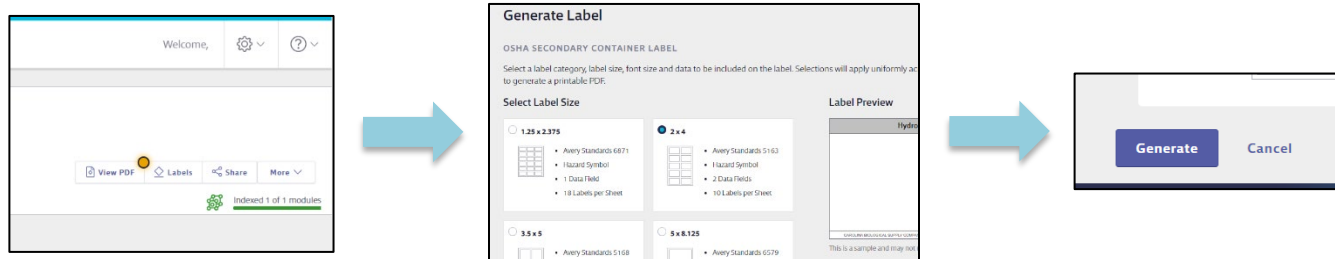 Welcome,
View PDF
Labels
Share
More
Indexed 1 of 1 modules
Generate Label
OSHA SECONDARY CONTAINER LABEL
Select a label category, label size, font size and data to be included on the label. Selections will apply uniformly ac
to generate a printable PDF.
Select Label Size
1.25 x 2.375
• Avery Standards 6871
• Hazard Symbol
• 1 Data Field
• 18 Labels per Sheet
2 x 4
• Avery Standards 5163
• Hazard Symbol
• 2 Data Fields
• 10 Labels per Sheet
3.5 x 5
• Avery Standards 5168
5 x 8.125
• Avery Standards 6579
Label Preview
Hydro
CAROLINA BIOLOGICAL SUPPLY COMPA
This is a sample and may not
Generate
Cancel